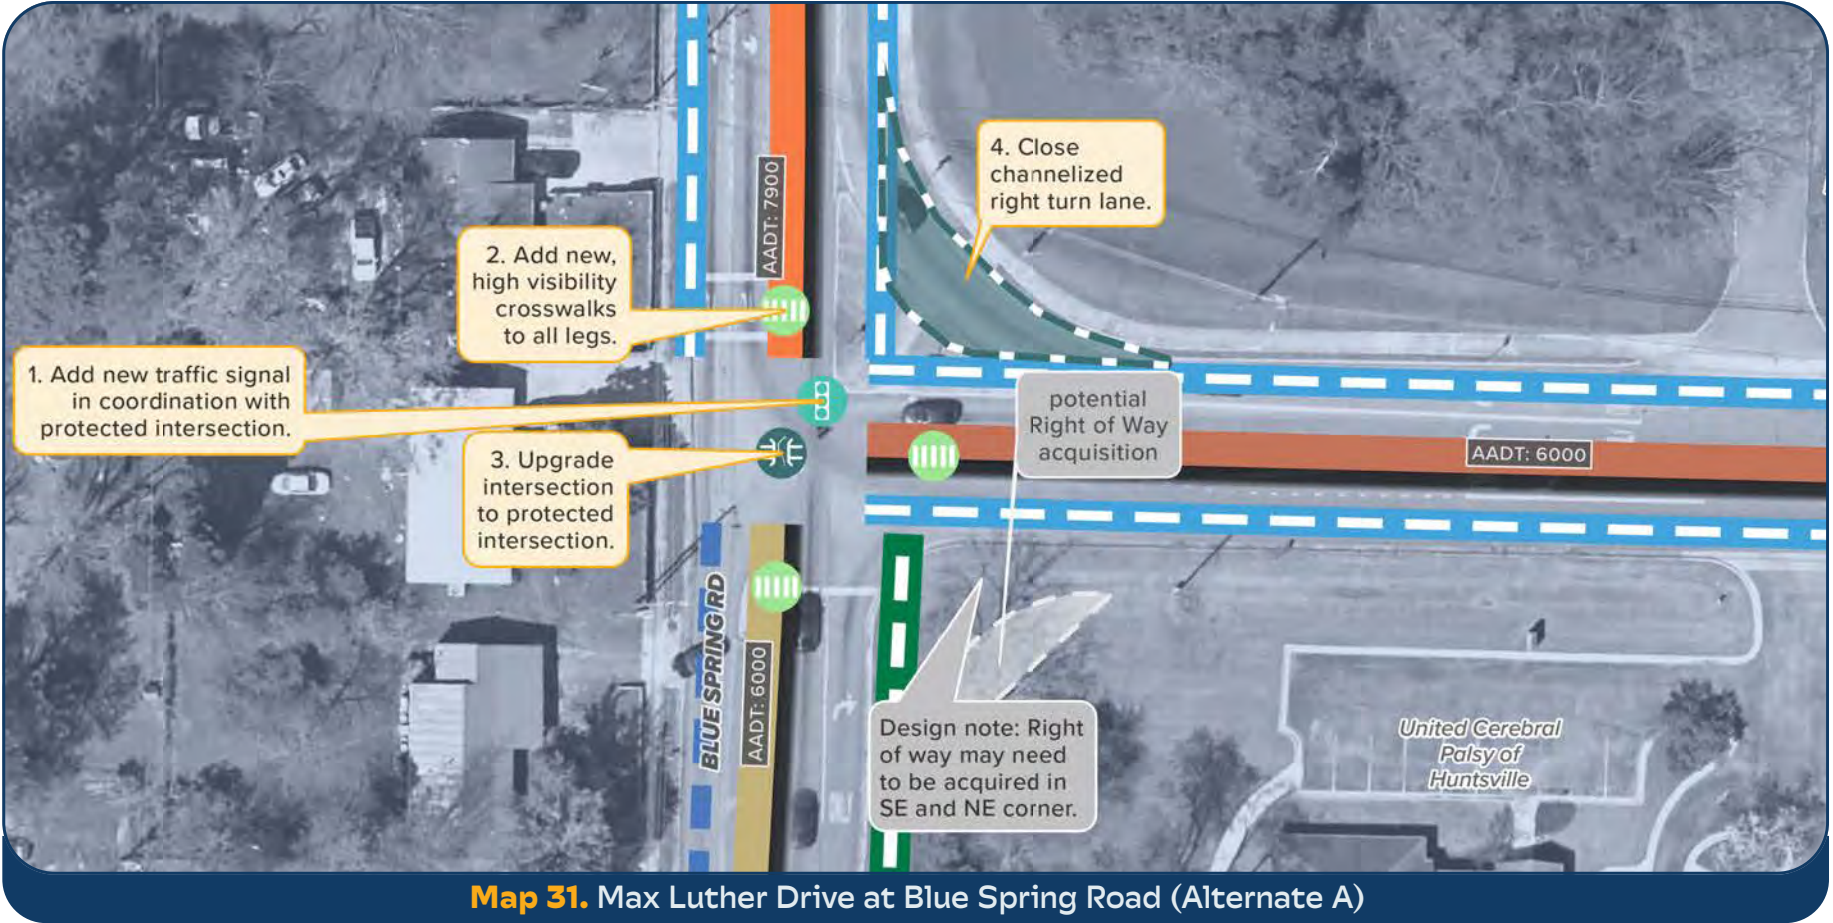 AADT: 7900
4. Close
channelized
right turn lane.
2. Add new,
high visibility
crosswalks
to all legs.
1. Add new traffic signal
in coordination with
protected intersection.
potential
Right of Way
acquisition
AADT: 6000
3. Upgrade
intersection
to protected
intersection.
BLUE SPRING RD
AADT: 6000
Design note: Right
of way may need
to be acquired in
SE and NE corner.
United Cerebral
Palsy of
Huntsville
Map 31. Max Luther Drive at Blue Spring Road (Alternate A)